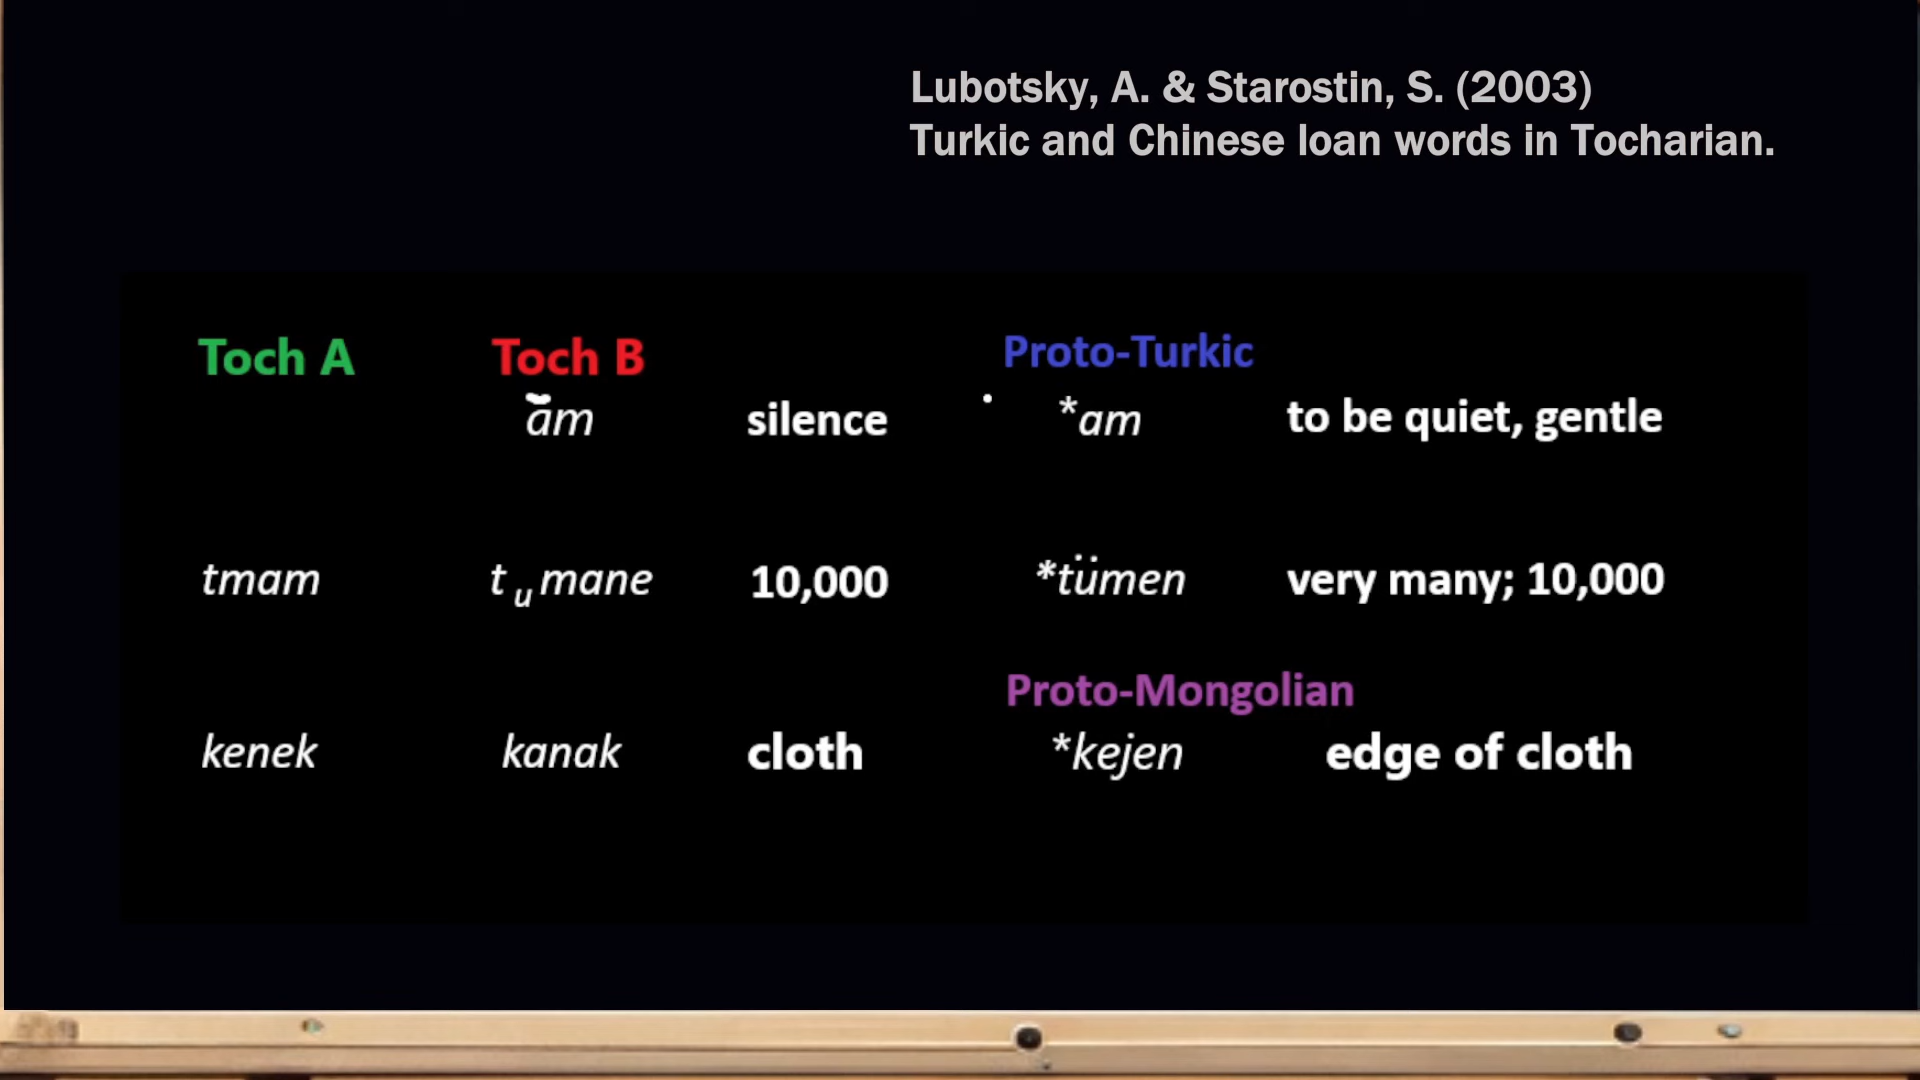 Lubotsky, A. & Starostin, S. (2003)
Turkic and Chinese loan words in Tocharian.
Toch A Toch B Proto-Turkic
ām silence *am to be quiet, gentle
tmam t u mane 10,000 *tümen very many; 10,000
Proto-Mongolian
kenek kanak cloth *kejen edge of cloth